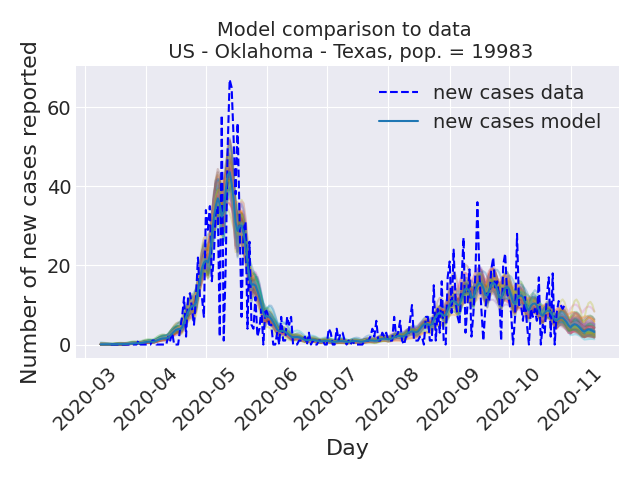 Model comparison to data
US - Oklahoma - Texas, pop. = 19983
Number of new cases reported
60
40
20
0
new cases data
new cases model
2020-03
2020-04
2020-05
2020-06
2020-07
2020-08
2020-09
2020-10
2020-11
Day